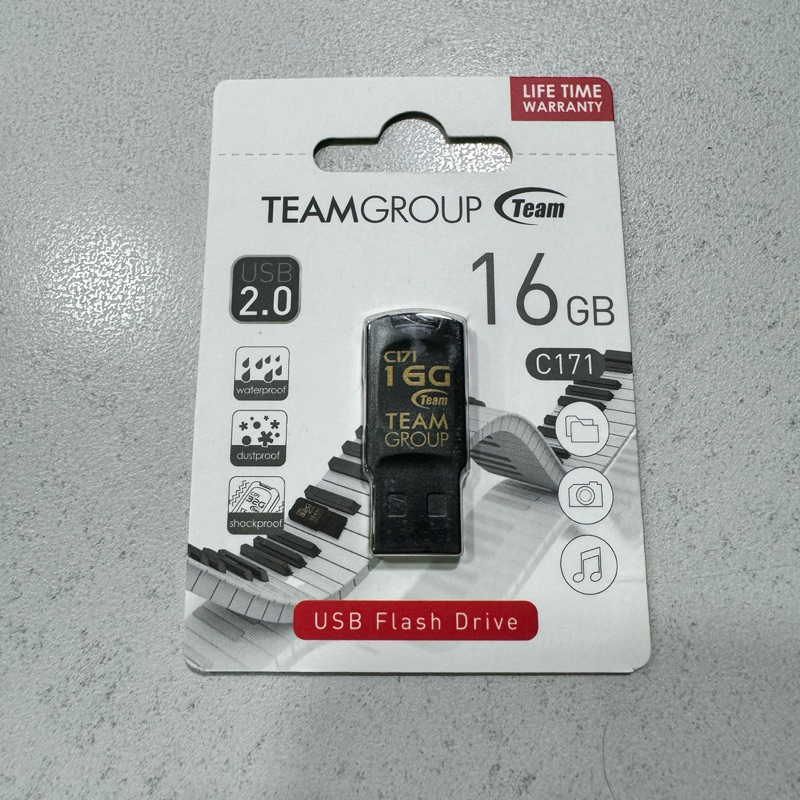 LIFE TIME
WARRANTY
TEAMGROUP Team
USB
2.0
16GB
C171
waterproof
dustproof
shockproof
C171
16G
Team
TEAM
GROUP
USB Flash Drive